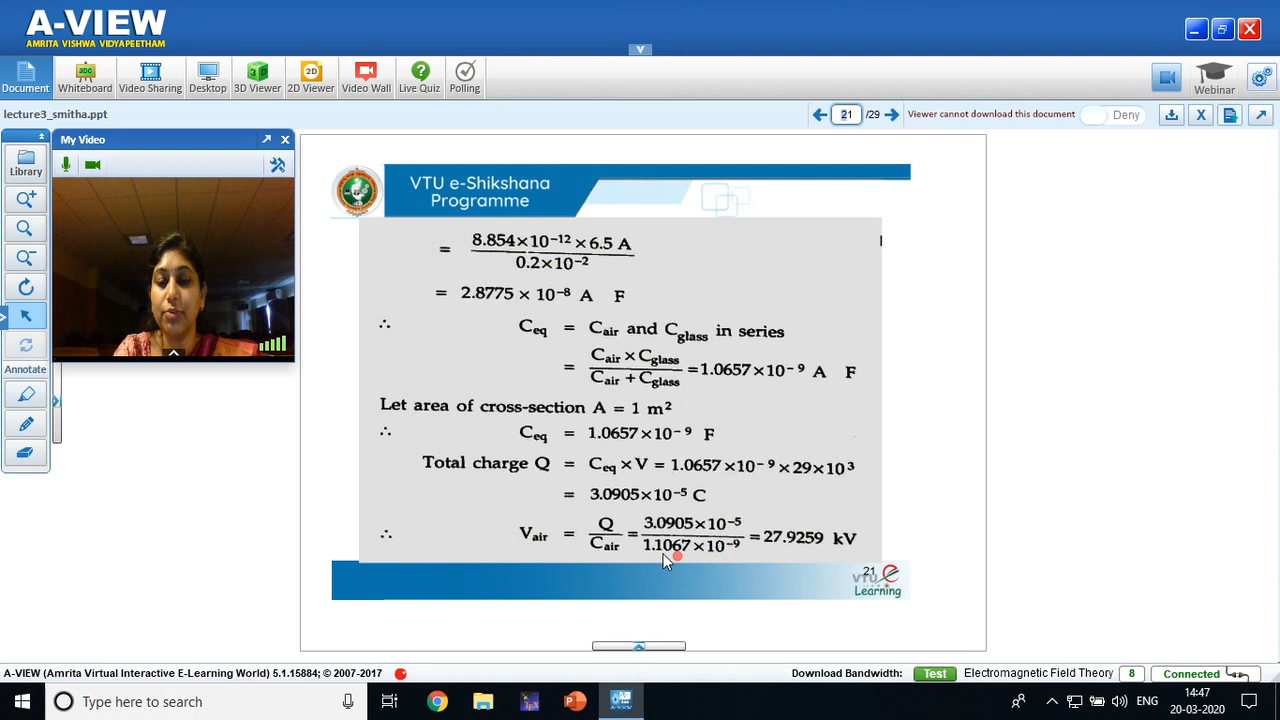 A-VIEW
AMRITA VISHWA VIDYAPEETHAM
Document
abc
Whiteboard
Video Sharing
Desktop
3D
3D Viewer
2D
2D Viewer
Video Wall
Live Quiz
Polling
Webinar
lecture3_smitha.ppt
21 /29
Viewer cannot download this document
Deny
My Video
Library
Annotate
VTU e-Shikshana
Programme
= 8.854×10⁻¹² × 6.5 A / 0.2×10⁻²
= 2.8775 × 10⁻⁸ A F
∴ C_eq = C_air and C_glass in series
= C_air × C_glass / C_air + C_glass = 1.0657×10⁻⁹ A F
Let area of cross-section A = 1 m²
∴ C_eq = 1.0657×10⁻⁹ F
Total charge Q = C_eq × V = 1.0657×10⁻⁹ × 29×10³
= 3.0905×10⁻⁵ C
∴ V_air = Q / C_air = 3.0905×10⁻⁵ / 1.1067×10⁻⁹ = 27.9259 kV
21
VTU e
Learning
A-VIEW (Amrita Virtual Interactive E-Learning World) 5.1.15884; © 2007-2017
Download Bandwidth:
Test
Electromagnetic Field Theory
8
Connected
Type here to search
ENG
14:47
20-03-2020